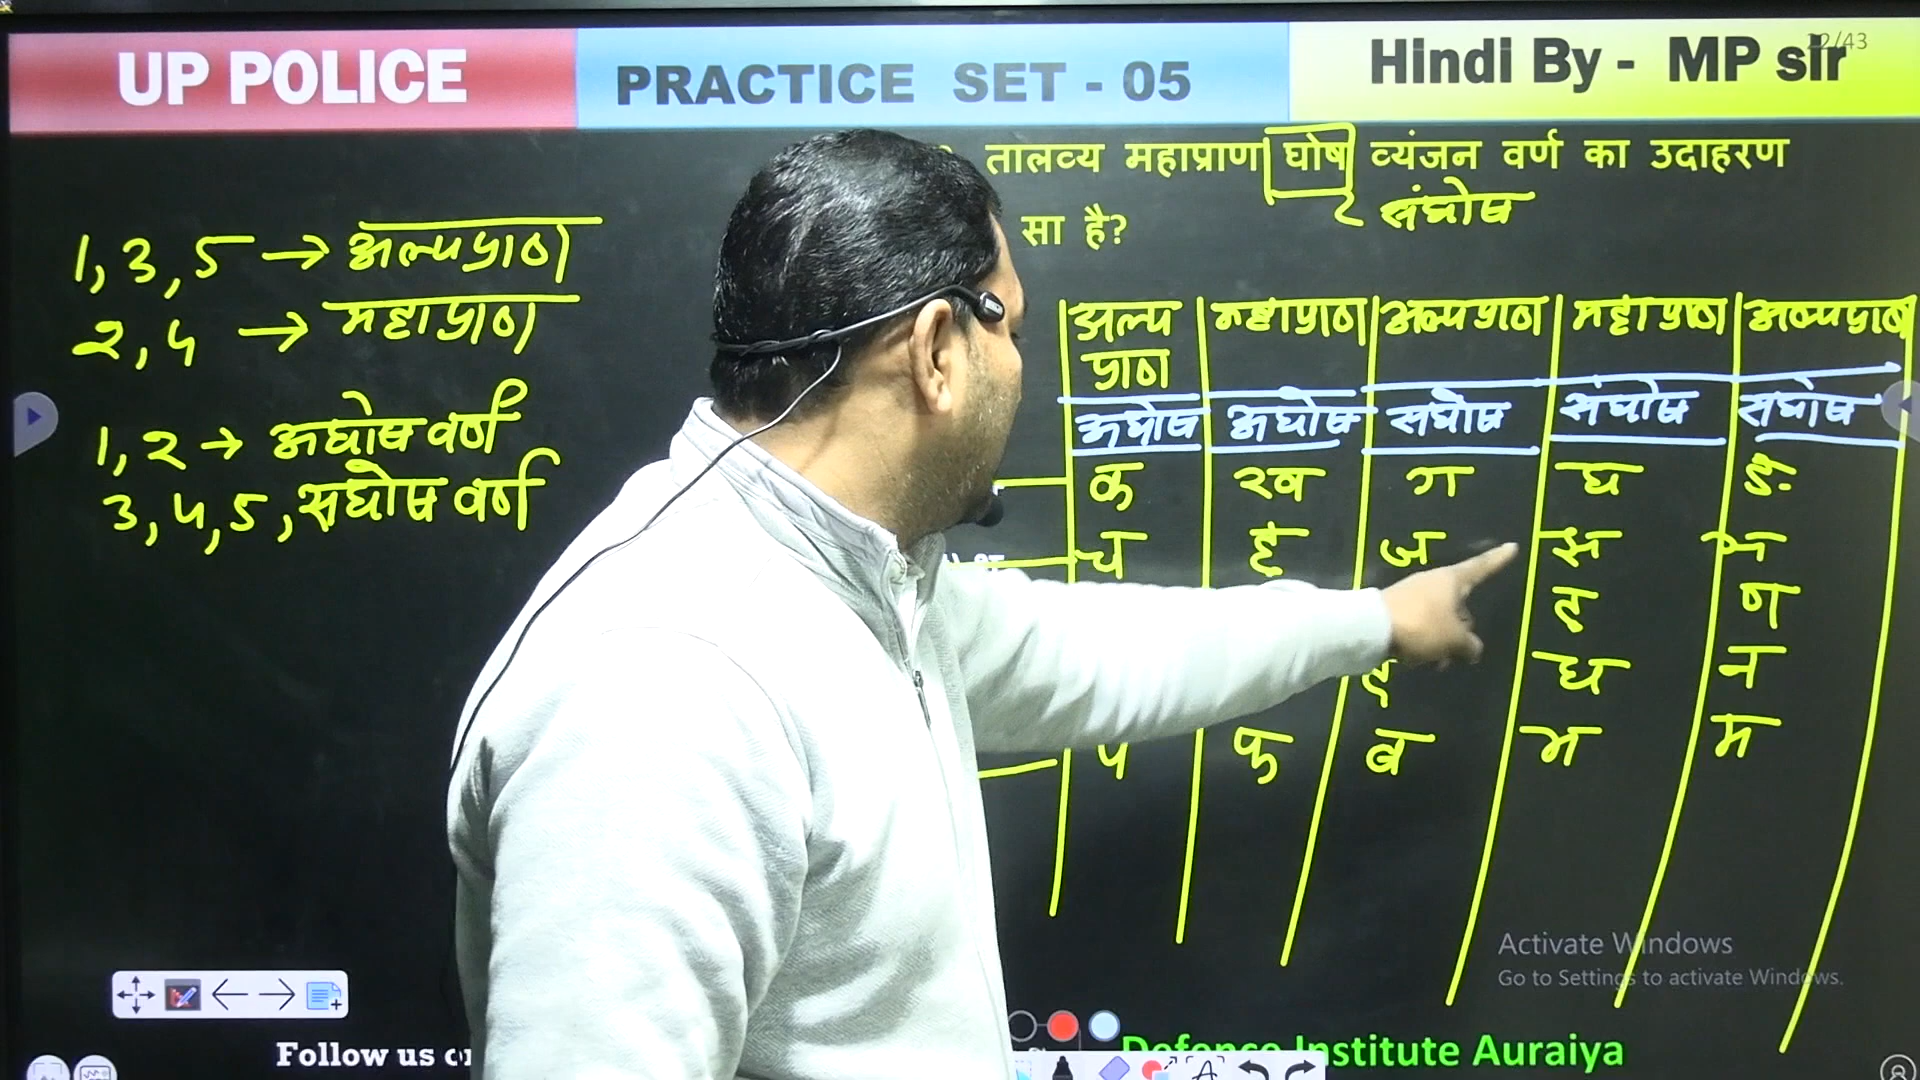 UP POLICE
PRACTICE SET - 05
Hindi By - MP sir
/43
तालव्य महाप्राण घोष व्यंजन वर्ण का उदाहरण
संघोष
सा है?
1, 3, 5 → अल्पप्राण
2, 4 → महाप्राण
1, 2 → अघोष वर्ण
3, 4, 5, सघोष वर्ण
अल्प प्राण महाप्राण अल्पप्राण महाप्राण अल्पप्राण
अघोष अघोष सघोष संघोष सघोष
क ख ग घ ङ
च छ ज झ ञ
ढ ण
द ध न
प फ ब भ म
Activate Windows
Go to Settings to activate Windows.
Follow us on
Defence Institute Auraiya